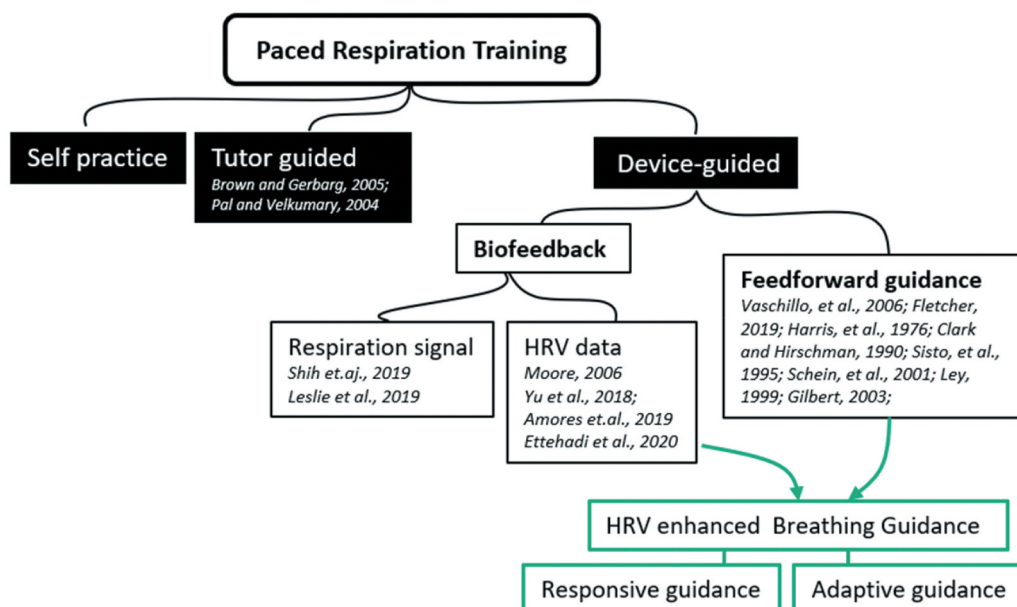 Paced Respiration Training
Self practice
Tutor guided
Brown and Gerbarg, 2005;
Pal and Velkumary, 2004
Device-guided
Biofeedback
Respiration signal
Shih et.aj., 2019
Leslie et al., 2019
HRV data
Moore, 2006
Yu et al., 2018;
Amores et.al., 2019
Ettehadi et al., 2020
Feedforward guidance
Vaschillo, et al., 2006; Fletcher,
2019; Harris, et al., 1976; Clark
and Hirschman, 1990; Sisto, et al.,
1995; Schein, et al., 2001; Ley,
1999; Gilbert, 2003;
HRV enhanced Breathing Guidance
Responsive guidance
Adaptive guidance